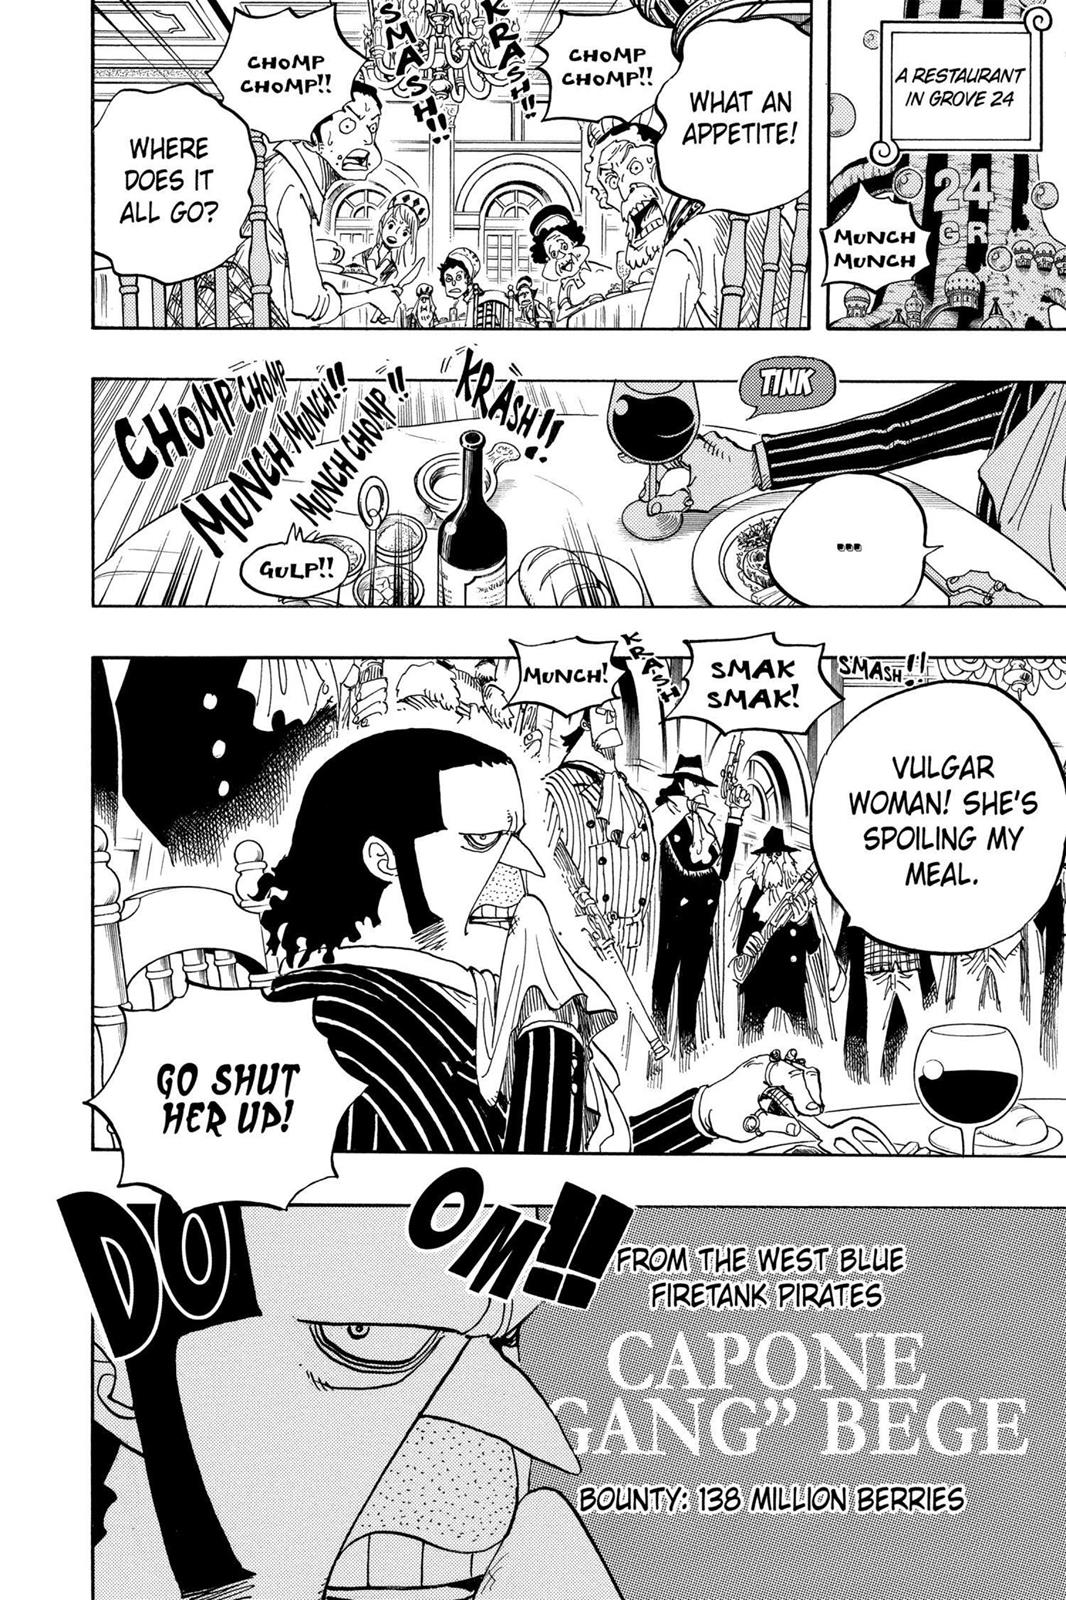 A RESTAURANT
IN GROVE 24
24
GR
MUNCH
MUNCH
WHAT AN
APPETITE!
CHOMP
CHOMP!!
KRASH!!
SMASH!!
CHOMP
CHOMP!!
WHERE
DOES IT
ALL GO?
TINK
...
KRASH!!
CHOMP CHOMP
MUNCH MUNCH!!
MUNCH CHOMP!!
GULP!!
SMASH!!
SMAK
SMAK!
KRASH
MUNCH!
VULGAR
WOMAN! SHE'S
SPOILING MY
MEAL.
GO SHUT
HER UP!
DOOM!!
FROM THE WEST BLUE
FIRETANK PIRATES
CAPONE
GANG" BEGE
BOUNTY: 138 MILLION BERRIES